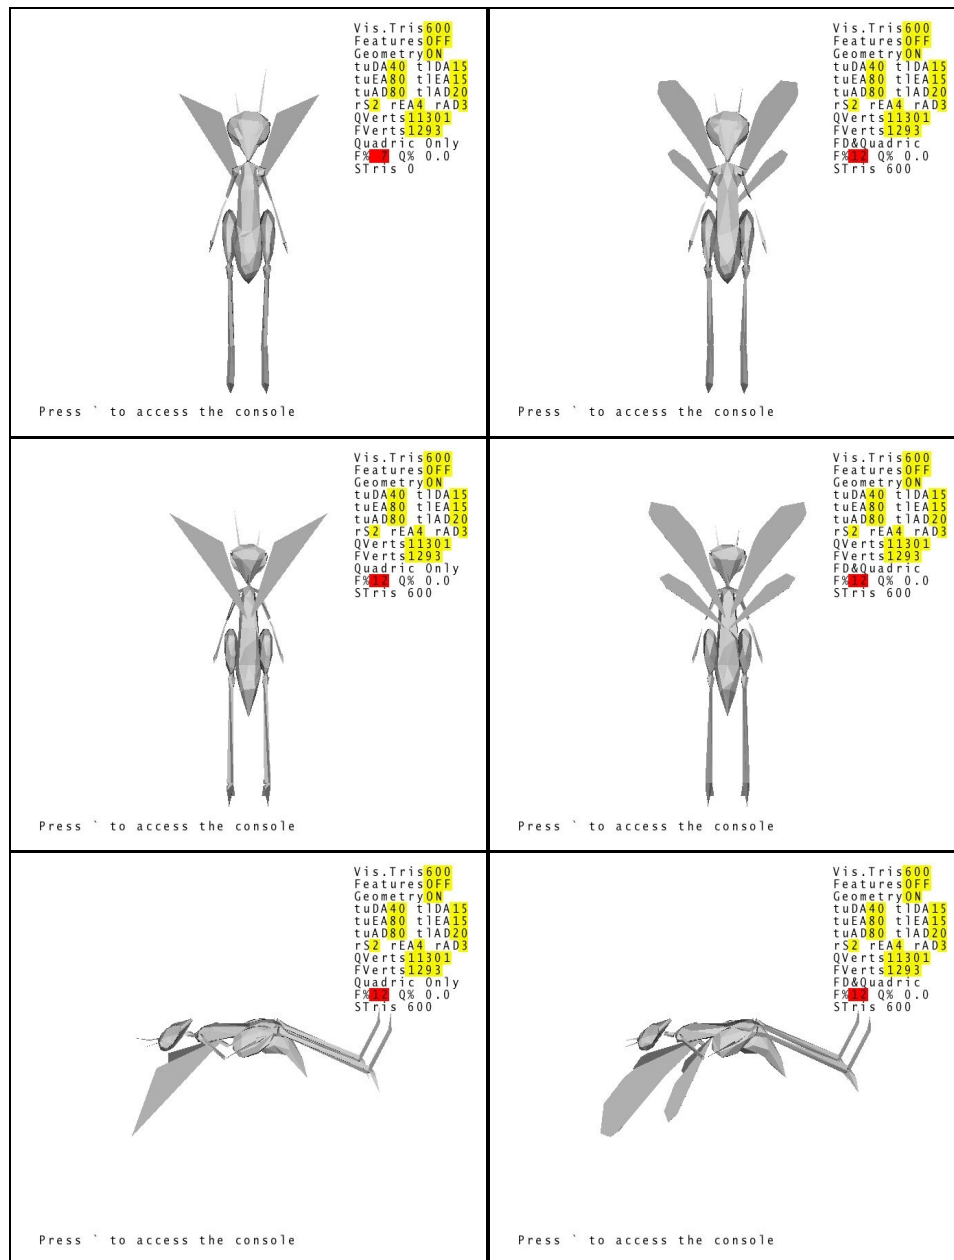 Vis.Tris600
FeaturesOFF
GeometryON
tuDA40 tlDA15
tuEA80 tlEA15
tuAD80 tlAD20
rS2 rEA4 rAD3
QVerts11301
FVerts1293
Quadric Only
F% 7 Q% 0.0
STris 0
Press ` to access the console
Vis.Tris600
FeaturesOFF
GeometryON
tuDA40 tlDA15
tuEA80 tlEA15
tuAD80 tlAD20
rS2 rEA4 rAD3
QVerts11301
FVerts1293
FD&Quadric
F%12 Q% 0.0
STris 600
Press ` to access the console
Vis.Tris600
FeaturesOFF
GeometryON
tuDA40 tlDA15
tuEA80 tlEA15
tuAD80 tlAD20
rS2 rEA4 rAD3
QVerts11301
FVerts1293
Quadric Only
F%12 Q% 0.0
STris 600
Press ` to access the console
Vis.Tris600
FeaturesOFF
GeometryON
tuDA40 tlDA15
tuEA80 tlEA15
tuAD80 tlAD20
rS2 rEA4 rAD3
QVerts11301
FVerts1293
FD&Quadric
F%12 Q% 0.0
STris 600
Press ` to access the console
Vis.Tris600
FeaturesOFF
GeometryON
tuDA40 tlDA15
tuEA80 tlEA15
tuAD80 tlAD20
rS2 rEA4 rAD3
QVerts11301
FVerts1293
Quadric Only
F%12 Q% 0.0
STris 600
Press ` to access the console
Vis.Tris600
FeaturesOFF
GeometryON
tuDA40 tlDA15
tuEA80 tlEA15
tuAD80 tlAD20
rS2 rEA4 rAD3
QVerts11301
FVerts1293
FD&Quadric
F%12 Q% 0.0
STris 600
Press ` to access the console